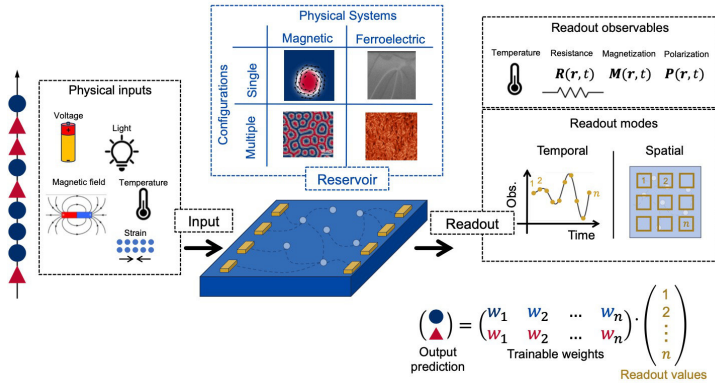 Physical Systems
Magnetic Ferroelectric
Configurations
Single
Multiple
Reservoir
Physical inputs
Voltage
Light
Magnetic field
Temperature
Strain
Input
Readout
Readout observables
Temperature Resistance Magnetization Polarization
R(r, t) M(r, t) P(r, t)
Readout modes
Temporal Spatial
Obs.
1 2 n
Time
1 2
n
( ) = ( w₁ w₂ ... wₙ
w₁ w₂ ... wₙ ) · ( 1
2
⋮
n )
Output
prediction
Trainable weights
Readout values